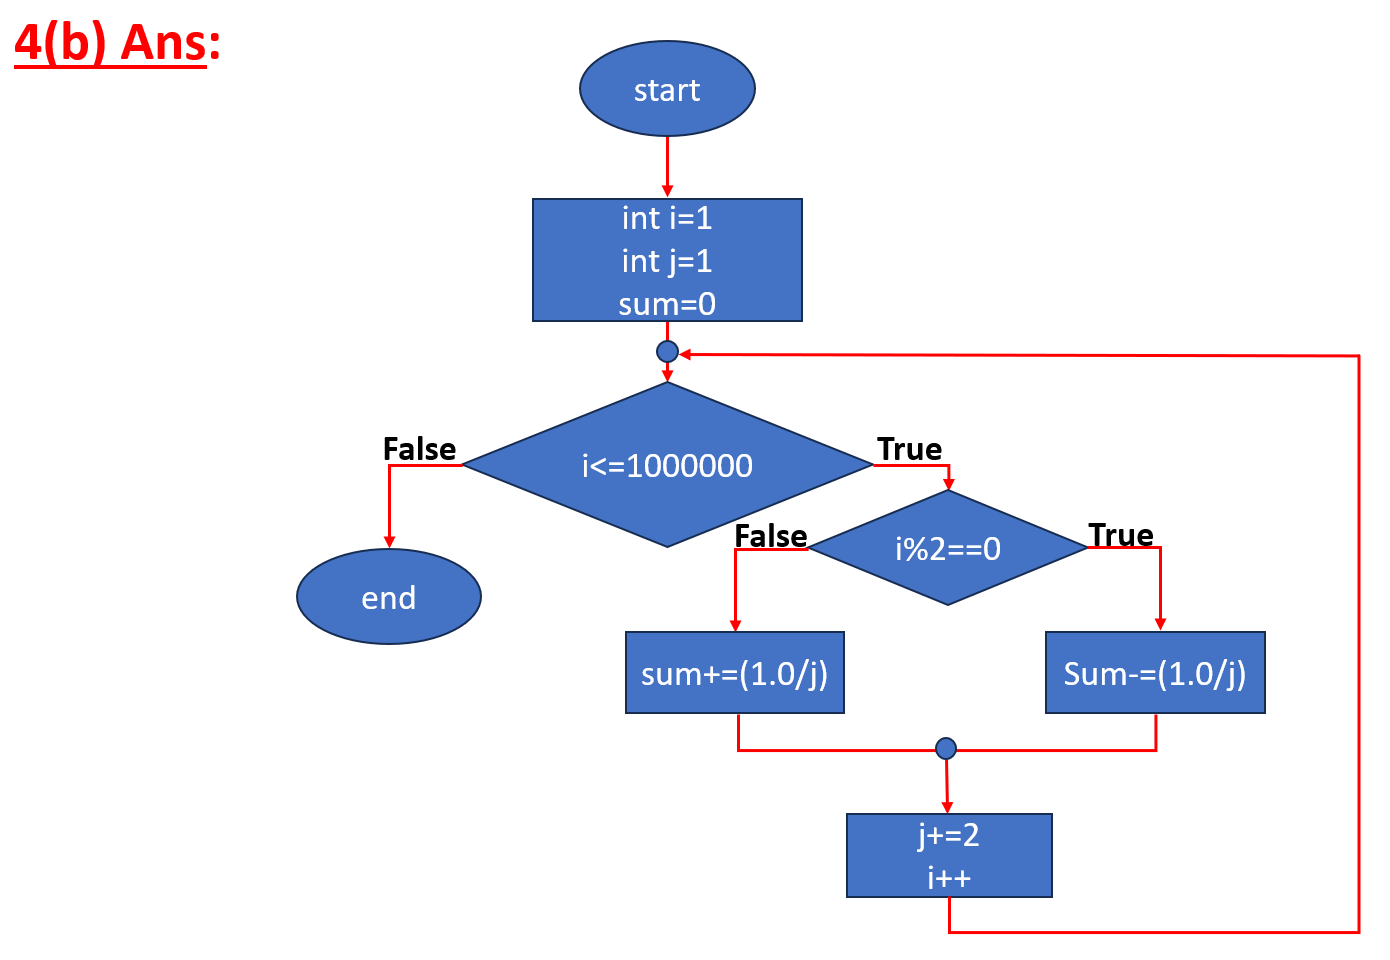 4(b) Ans:
start
int i=1
int j=1
sum=0
i<=1000000
False
True
end
i%2==0
False
True
sum+=(1.0/j)
Sum-=(1.0/j)
j+=2
i++